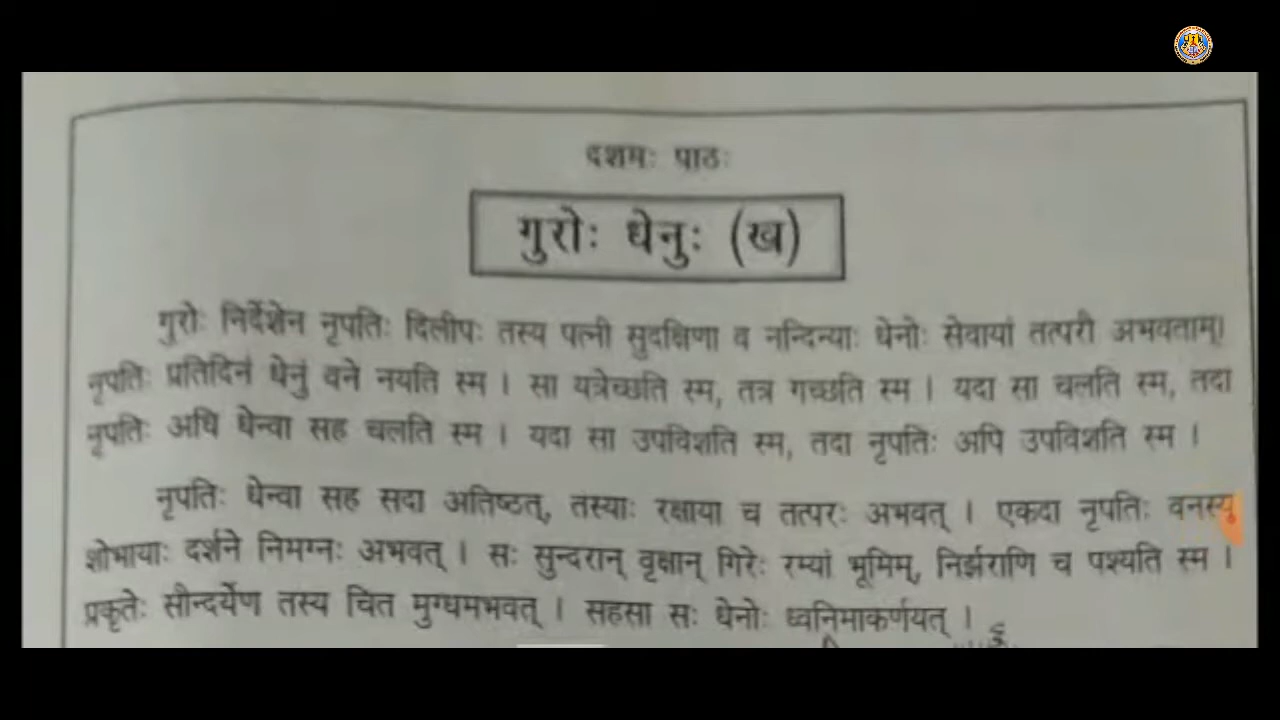 दशमः पाठः
गुरोः धेनुः (ख)
गुरोः निर्देशेन नृपतिः दिलीपः तस्य पत्नी सुदक्षिणा व नन्दिन्याः धेनोः सेवायां तत्परौ अभवताम्।
नृपतिः प्रतिदिनं धेनुं वने नयति स्म । सा यत्रेच्छति स्म, तत्र गच्छति स्म । यदा सा चलति स्म, तदा
नृपतिः अथि धेन्वा सह चलति स्म । यदा सा उपविशति स्म, तदा नृपतिः अपि उपविशति स्म ।
नृपतिः धेन्वा सह सदा अतिष्ठत्, तस्याः रक्षाया च तत्परः अभवत् । एकदा नृपतिः वनस्य
शोभायाः दर्शने निमग्नः अभवत् । सः सुन्दरान् वृक्षान् गिरेः रम्यां भूमिम्, निर्झराणि च पश्यति स्म ।
प्रकृतेः सौन्दर्येण तस्य चित मुग्धमभवत् । सहसा सः धेनोः ध्वनिमाकर्णयत् ।